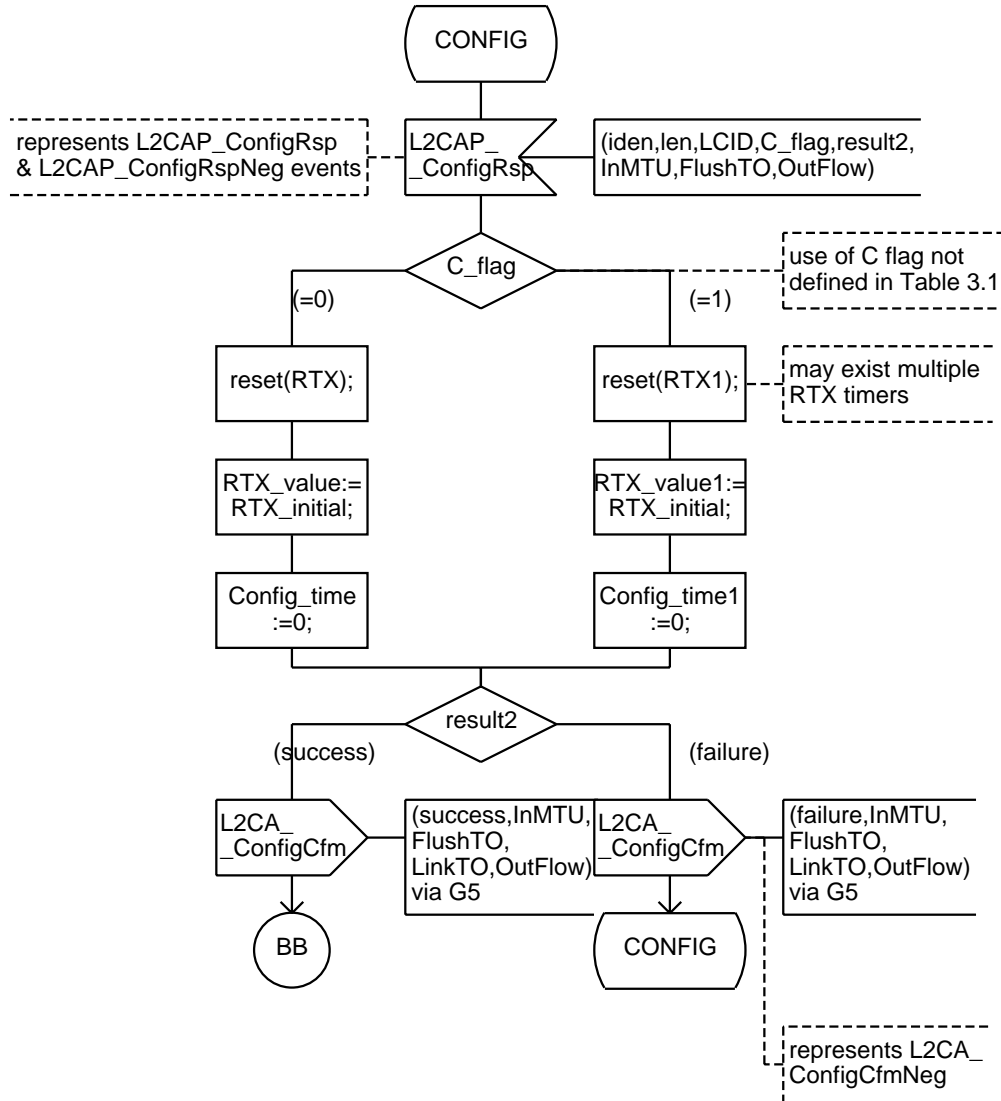 CONFIG
represents L2CAP_ConfigRsp
& L2CAP_ConfigRspNeg events
L2CAP_
_ConfigRsp
(iden,len,LCID,C_flag,result2,
InMTU,FlushTO,OutFlow)
C_flag
use of C flag not
defined in Table 3.1
(=0)
(=1)
reset(RTX);
reset(RTX1);
may exist multiple
RTX timers
RTX_value:=
RTX_initial;
RTX_value1:=
RTX_initial;
Config_time
:=0;
Config_time1
:=0;
result2
(success)
(failure)
L2CA_
_ConfigCfm
(success,InMTU,
FlushTO,
LinkTO,OutFlow)
via G5
L2CA_
_ConfigCfm
(failure,InMTU,
FlushTO,
LinkTO,OutFlow)
via G5
BB
CONFIG
represents L2CA_
ConfigCfmNeg